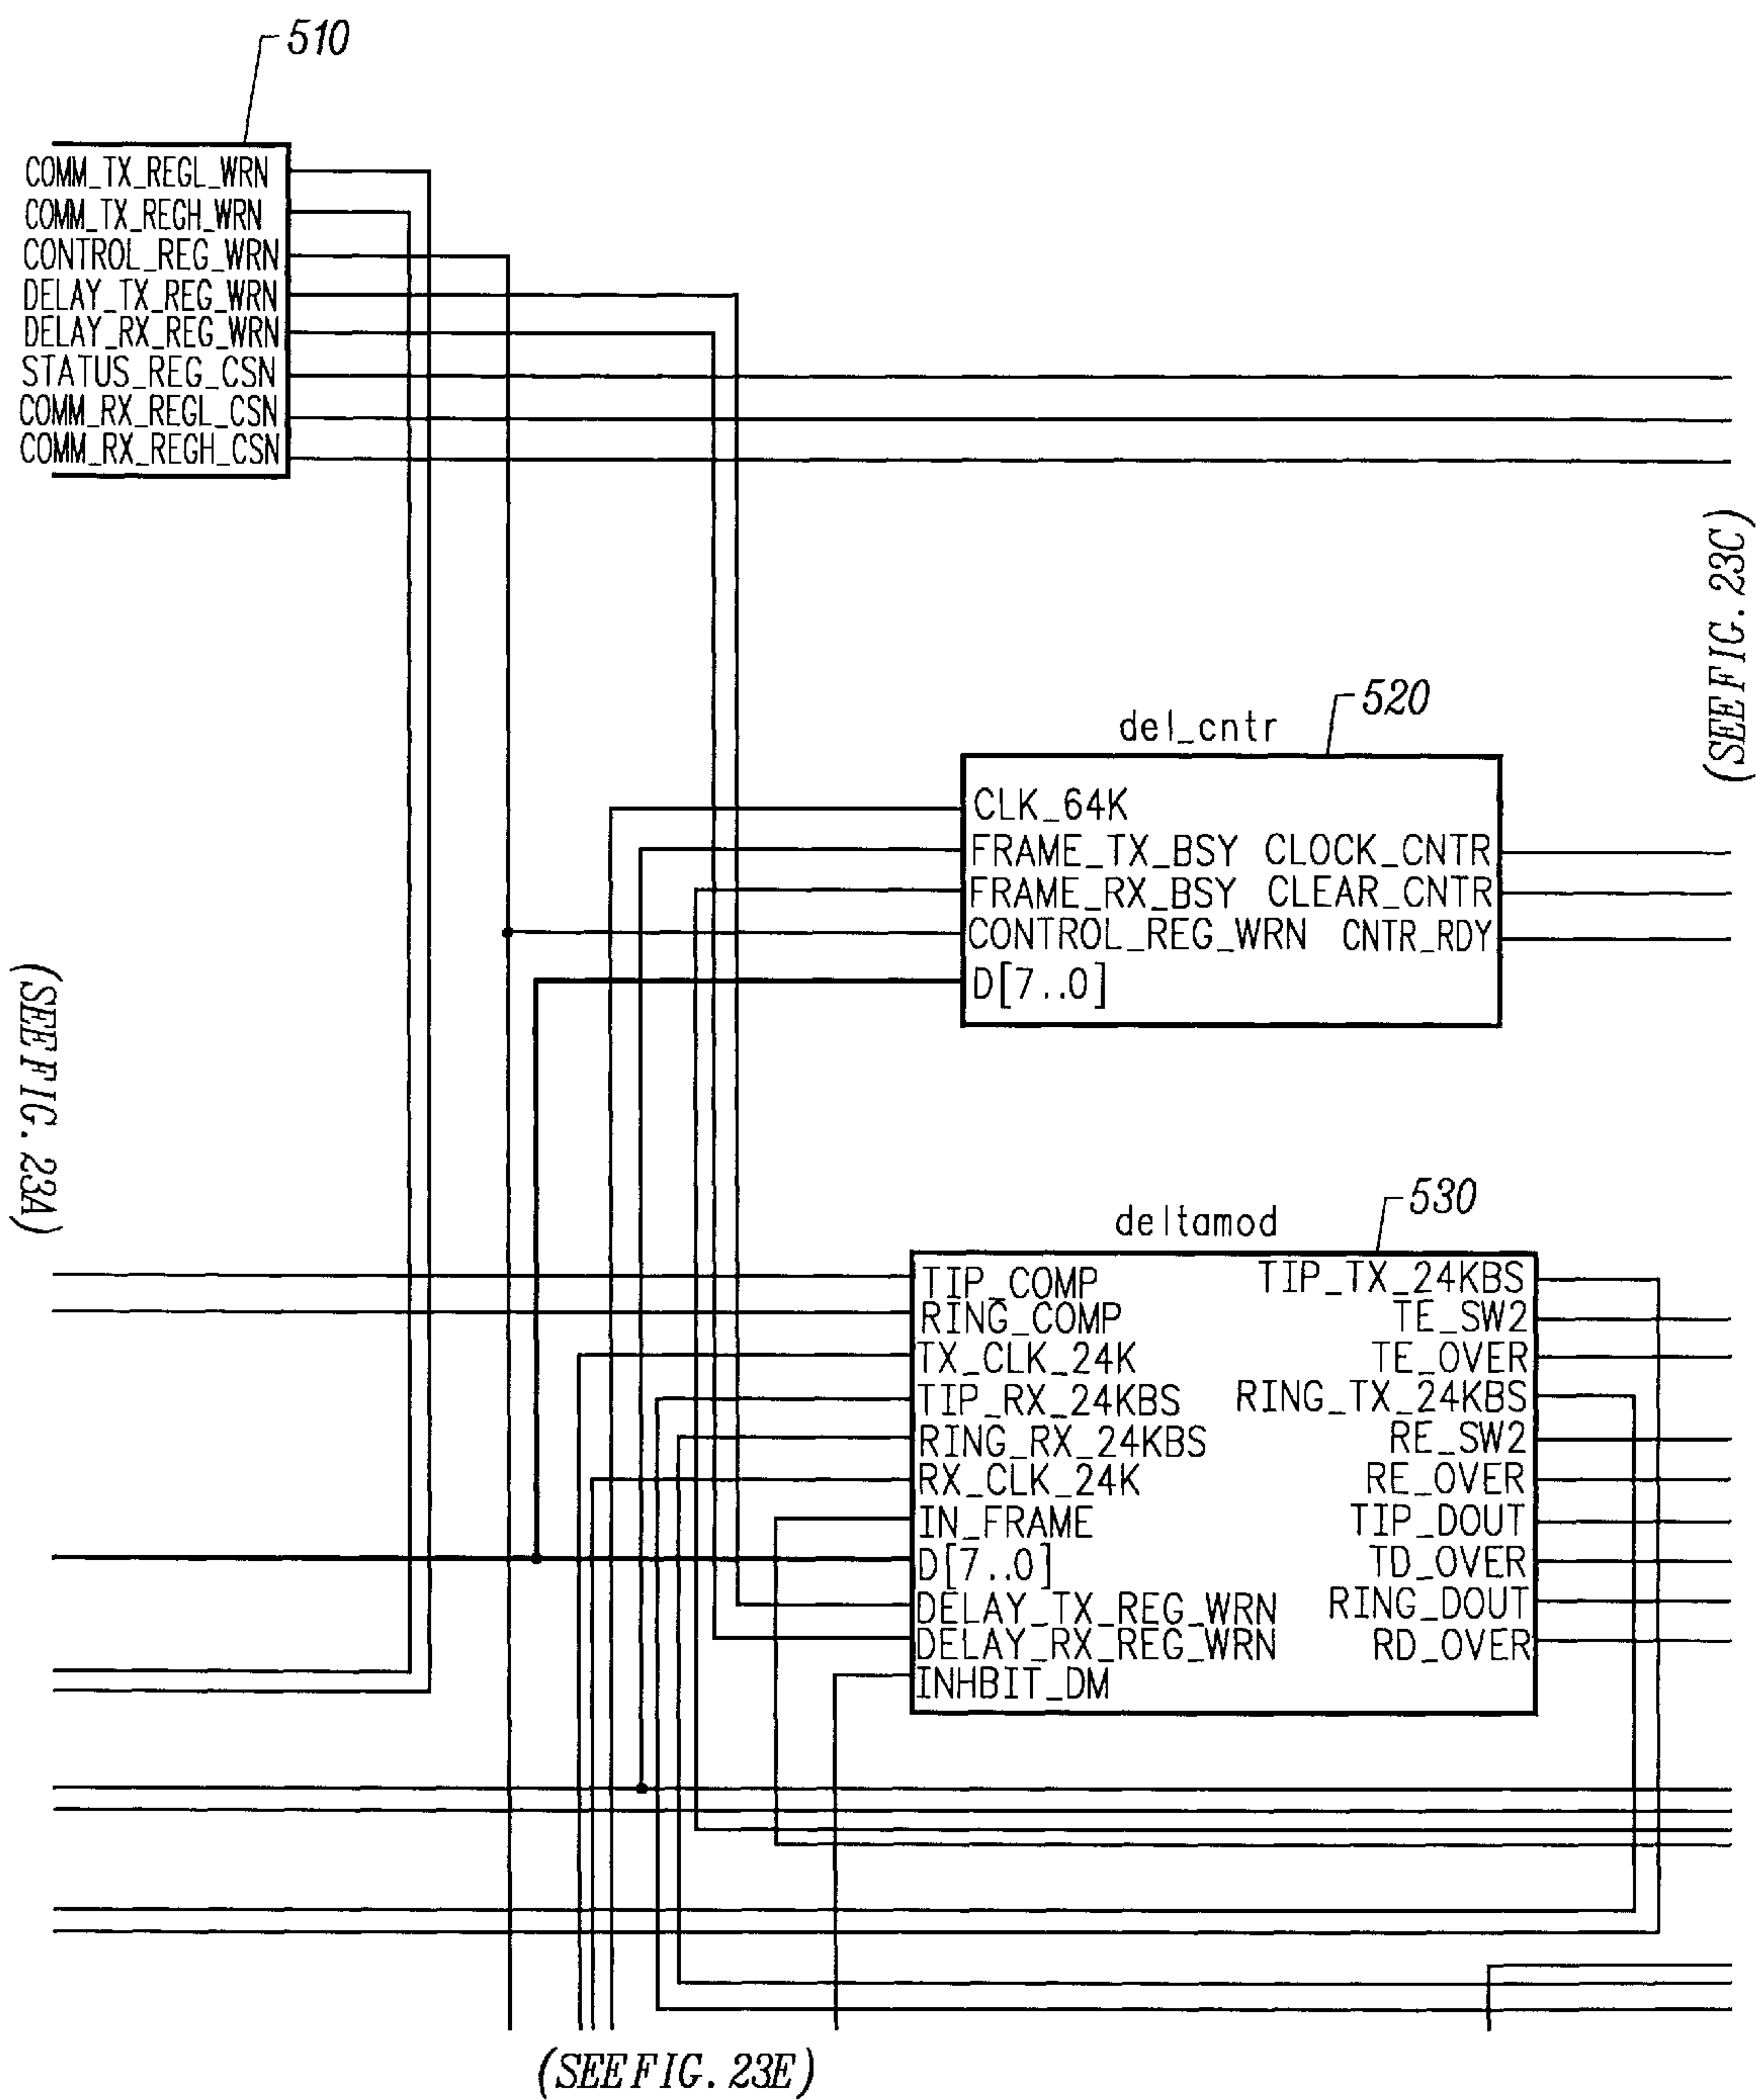 510
COMM_TX_REGL_WRN
COMM_TX_REGH_WRN
CONTROL_REG_WRN
DELAY_TX_REG_WRN
DELAY_RX_REG_WRN
STATUS_REG_CSN
COMM_RX_REGL_CSN
COMM_RX_REGH_CSN
(SEE FIG. 23C)
520
del_cntr
CLK_64K
FRAME_TX_BSY CLOCK_CNTR
FRAME_RX_BSY CLEAR_CNTR
CONTROL_REG_WRN CNTR_RDY
D[7..0]
(SEE FIG. 23A)
530
deltamod
TIP_COMP TIP_TX_24KBS
RING_COMP TE_SW2
TX_CLK_24K TE_OVER
TIP_RX_24KBS RING_TX_24KBS
RING_RX_24KBS RE_SW2
RX_CLK_24K RE_OVER
IN_FRAME TIP_DOUT
D[7..0] TD_OVER
DELAY_TX_REG_WRN RING_DOUT
DELAY_RX_REG_WRN RD_OVER
INHBIT_DM
(SEE FIG. 23E)